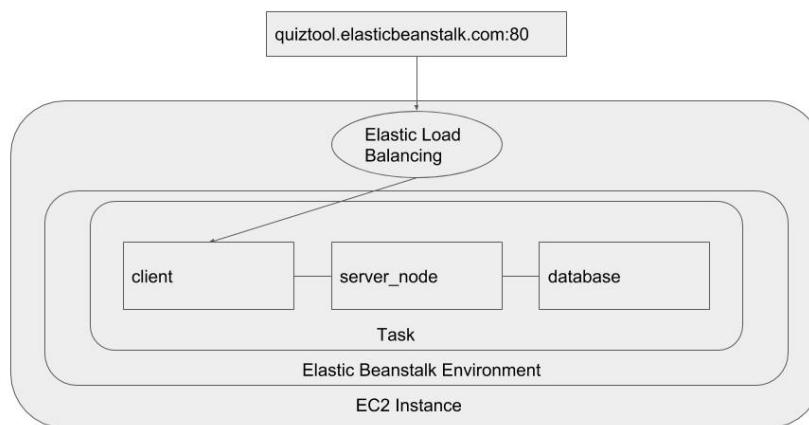 quiztool.elasticbeanstalk.com:80
Elastic Load
Balancing
client
server_node
database
Task
Elastic Beanstalk Environment
EC2 Instance